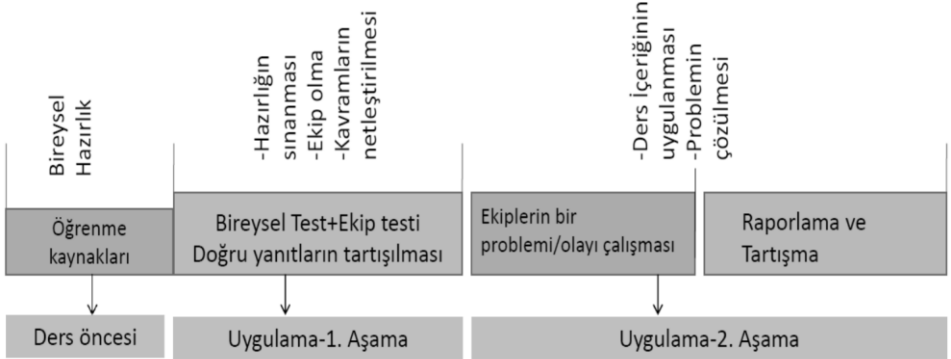 Bireysel
Hazırlık
-Hazırlığın
sınanması
-Ekip olma
-Kavramların
netleştirilmesi
-Ders İçeriğinin
uygulanması
-Problemin
çözülmesi
Öğrenme
kaynakları
Bireysel Test+Ekip testi
Doğru yanıtların tartışılması
Ekiplerin bir
problemi/olayı çalışması
Raporlama ve
Tartışma
Ders öncesi
Uygulama-1. Aşama
Uygulama-2. Aşama